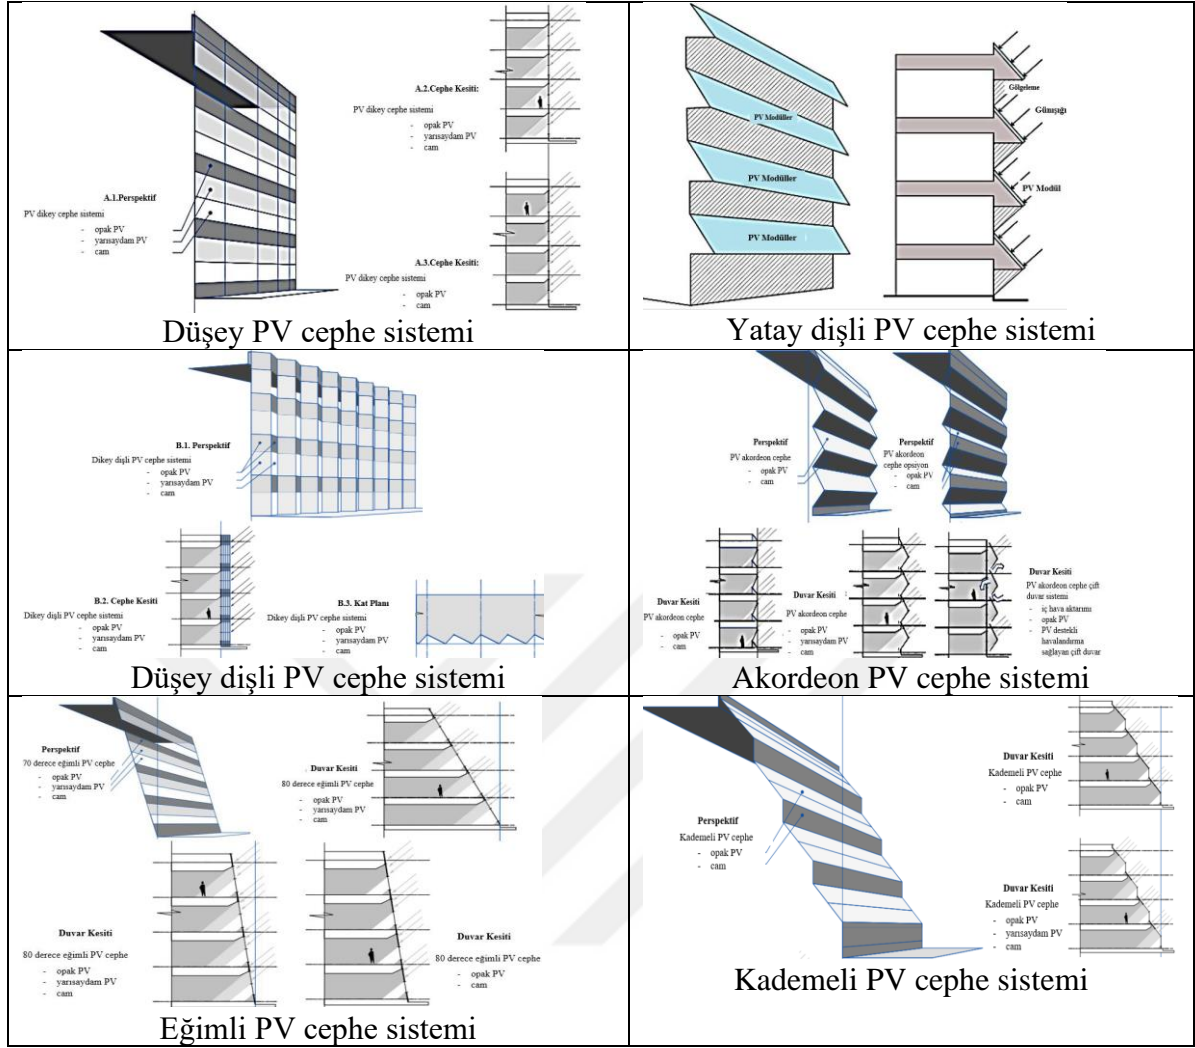 A.1.Perspektif
PV dikey cephe sistemi
- opak PV
- yarısaydam PV
- cam
A.2.Cephe Kesiti:
PV dikey cephe sistemi
- opak PV
- yarısaydam PV
- cam
A.3.Cephe Kesiti:
PV dikey cephe sistemi
- opak PV
- cam
Düşey PV cephe sistemi
PV Modüller
PV Modüller
PV Modüller
Gölgeleme
Günışığı
PV Modül
Yatay dişli PV cephe sistemi
B.1. Perspektif
Dikey dişli PV cephe sistemi
- opak PV
- yarısaydam PV
- cam
B.2. Cephe Kesiti
Dikey dişli PV cephe sistemi
- opak PV
- yarısaydam PV
- cam
B.3. Kat Planı
Dikey dişli PV cephe sistemi
- opak PV
- yarısaydam PV
- cam
Düşey dişli PV cephe sistemi
Perspektif
PV akordeon cephe
- opak PV
- cam
Perspektif
PV akordeon
cephe opsiyon
- opak PV
- cam
Duvar Kesiti
PV akordeon cephe
- opak PV
- cam
Duvar Kesiti
PV akordeon cephe
- opak PV
- yarısaydam PV
- cam
Duvar Kesiti
PV akordeon cephe çift
duvar sistemi
- iç hava aktarımı
- opak PV
- PV destekli
havalandırma
sağlayan çift duvar
Akordeon PV cephe sistemi
Perspektif
70 derece eğimli PV cephe
- opak PV
- yarısaydam PV
- cam
Duvar Kesiti
80 derece eğimli PV cephe
- opak PV
- yarısaydam PV
- cam
Duvar Kesiti
80 derece eğimli PV cephe
- opak PV
- yarısaydam PV
- cam
Duvar Kesiti
80 derece eğimli PV cephe
- opak PV
- cam
Eğimli PV cephe sistemi
Perspektif
Kademeli PV cephe
- opak PV
- cam
Duvar Kesiti
Kademeli PV cephe
- opak PV
- cam
Duvar Kesiti
Kademeli PV cephe
- opak PV
- yarısaydam PV
- cam
Kademeli PV cephe sistemi